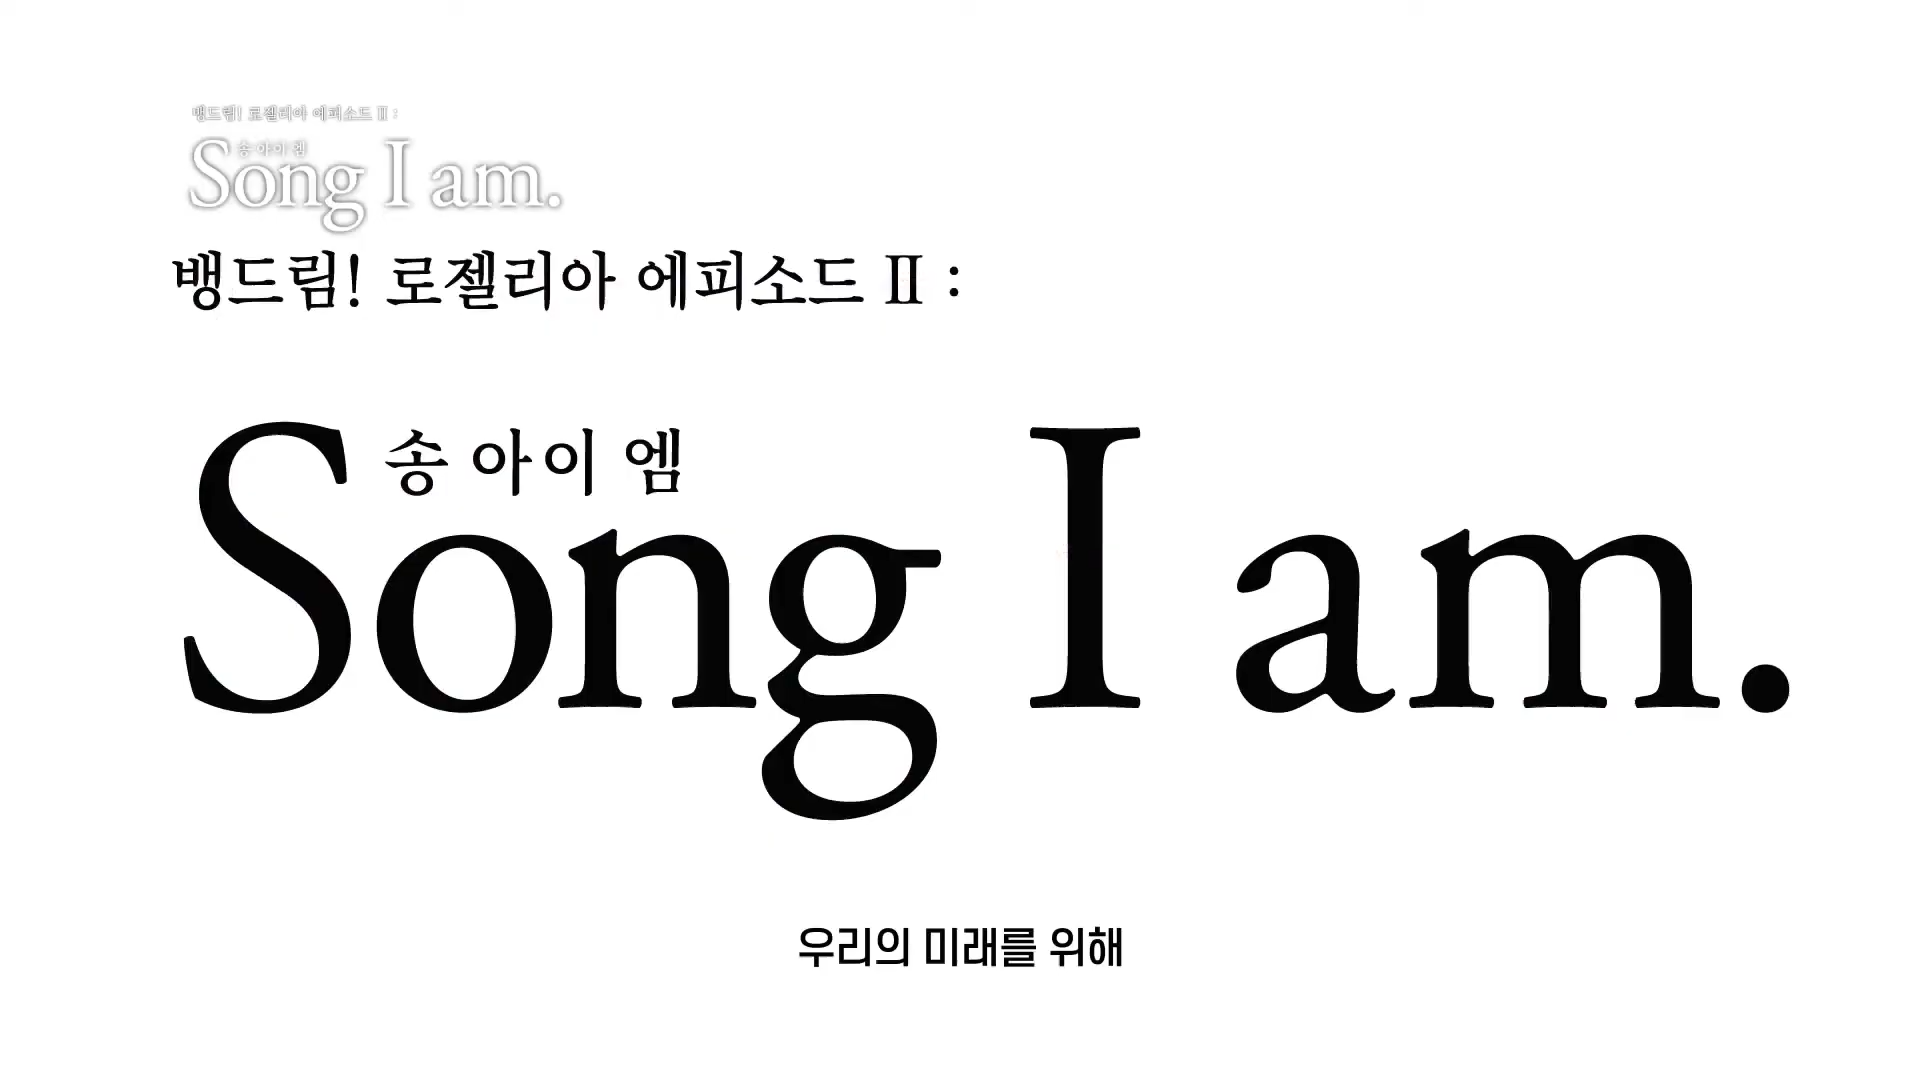 뱅드림! 로젤리아 에피소드 Ⅱ :
송 아이 엠
Song I am.
뱅드림! 로젤리아 에피소드 Ⅱ :
송 아이 엠
Song I am.
우리의 미래를 위해